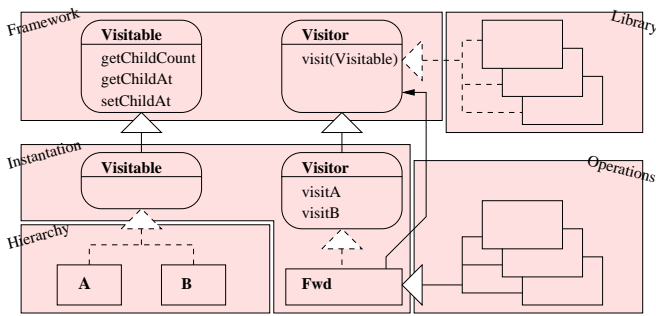 Framework
Library
Visitable
getChildCount
getChildAt
setChildAt
Visitor
visit(Visitable)
Instantation
Visitable
Visitor
visitA
visitB
Operations
Hierarchy
A
B
Fwd